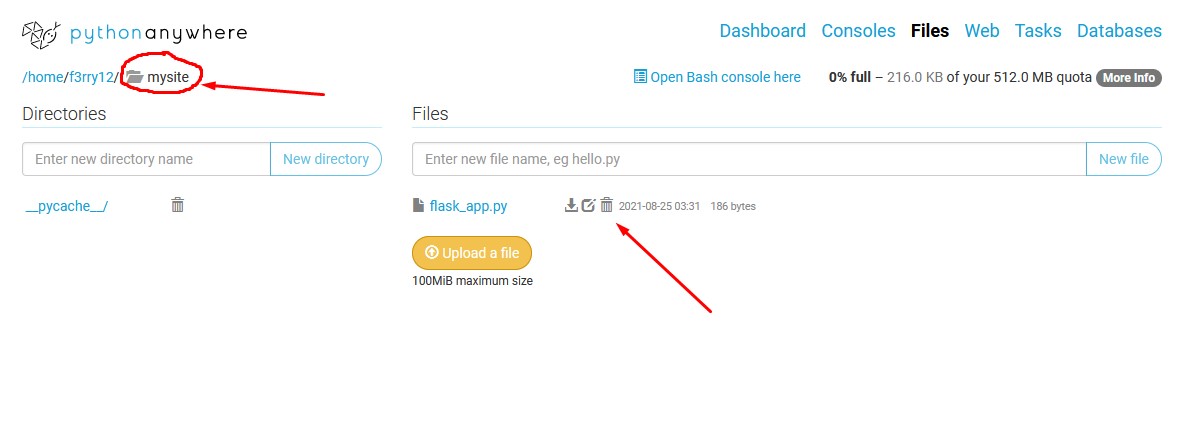 pythonanywhere
Dashboard Consoles Files Web Tasks Databases
/home/f3rry12/ mysite
Open Bash console here 0% full – 216.0 KB of your 512.0 MB quota More Info
Directories
Files
Enter new directory name New directory
Enter new file name, eg hello.py New file
__pycache__/
flask_app.py 2021-08-25 03:31 186 bytes
Upload a file
100MiB maximum size